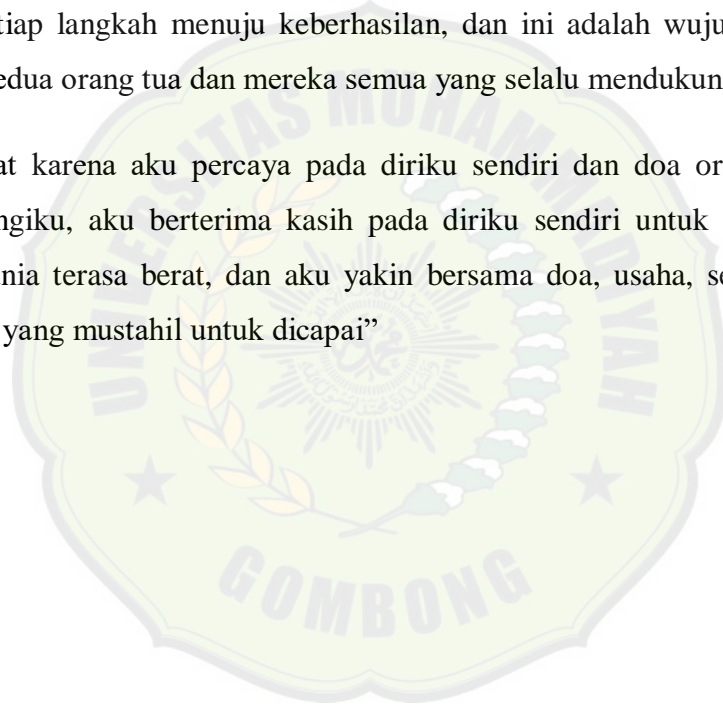 tiap langkah menuju keberhasilan, dan ini adalah wuju
edua orang tua dan mereka semua yang selalu mendukun
at karena aku percaya pada diriku sendiri dan doa or
ngiku, aku berterima kasih pada diriku sendiri untuk
nia terasa berat, dan aku yakin bersama doa, usaha, se
yang mustahil untuk dicapai”
UNIVERSITAS MUHAMMADIYAH
GOMBONG